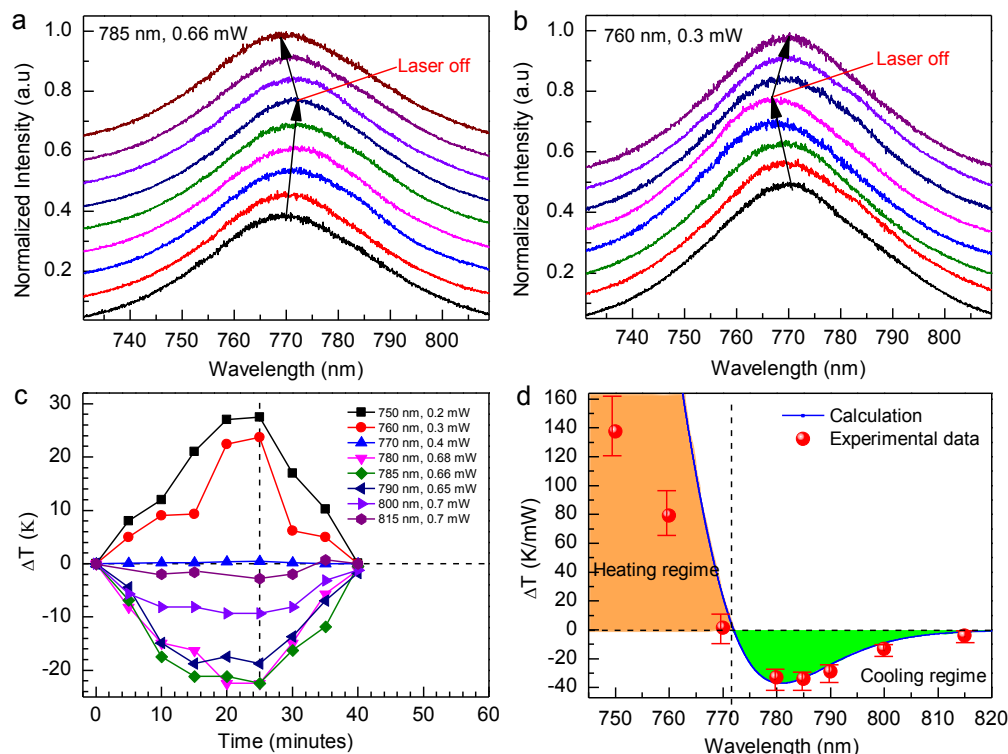 a
785 nm, 0.66 mW
Laser off
1.0
0.8
0.6
0.4
0.2
Normalized Intensity (a.u)
740 750 760 770 780 790 800
Wavelength (nm)
b
760 nm, 0.3 mW
Laser off
1.0
0.8
0.6
0.4
0.2
Normalized Intensity (a.u)
740 750 760 770 780 790 800
Wavelength (nm)
c
30
20
10
0
-10
-20
ΔT (K)
750 nm, 0.2 mW
760 nm, 0.3 mW
770 nm, 0.4 mW
780 nm, 0.68 mW
785 nm, 0.66 mW
790 nm, 0.65 mW
800 nm, 0.7 mW
815 nm, 0.7 mW
0 10 20 30 40 50 60
Time (minutes)
d
160
140
120
100
80
60
40
20
0
-20
-40
ΔT (K/mW)
Calculation
Experimental data
Heating regime
Cooling regime
750 760 770 780 790 800 810 820
Wavelength (nm)